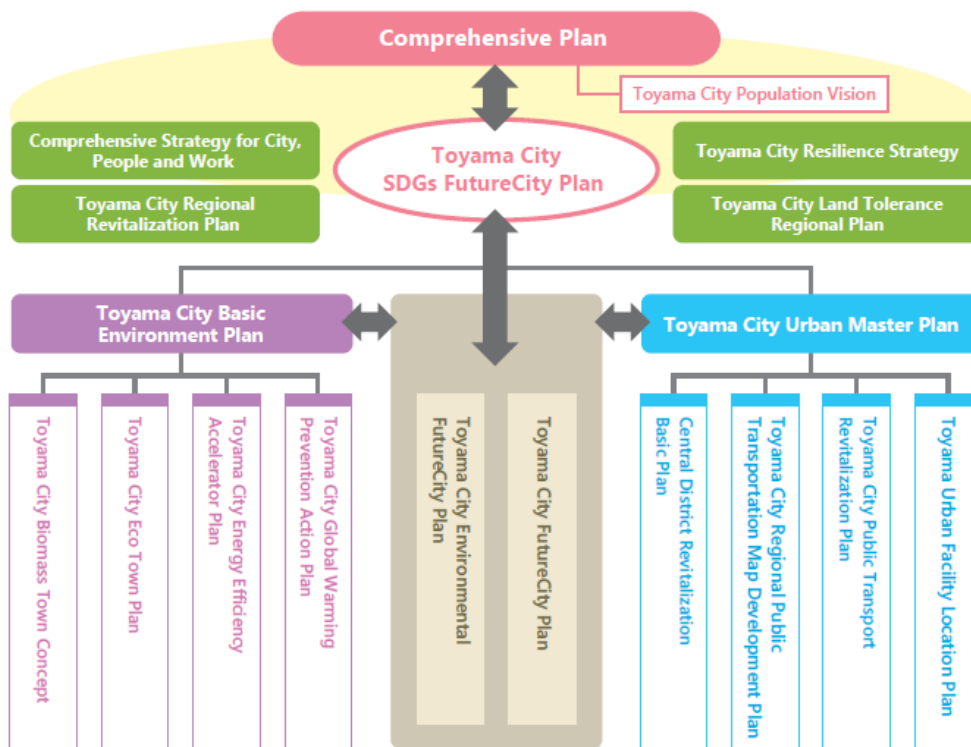 Comprehensive Plan
Toyama City Population Vision
Comprehensive Strategy for City,
People and Work
Toyama City
SDGs FutureCity Plan
Toyama City Resilience Strategy
Toyama City Regional
Revitalization Plan
Toyama City Land Tolerance
Regional Plan
Toyama City Basic
Environment Plan
Toyama City Urban Master Plan
Toyama City Biomass Town Concept
Toyama City Eco Town Plan
Toyama City Energy Efficiency
Accelerator Plan
Toyama City Global Warming
Prevention Action Plan
Toyama City Environmental
FutureCity Plan
Toyama City FutureCity Plan
Central District Revitalization
Basic Plan
Toyama City Regional Public
Transportation Map Development Plan
Toyama City Public Transport
Revitalization Plan
Toyama Urban Facility Location Plan